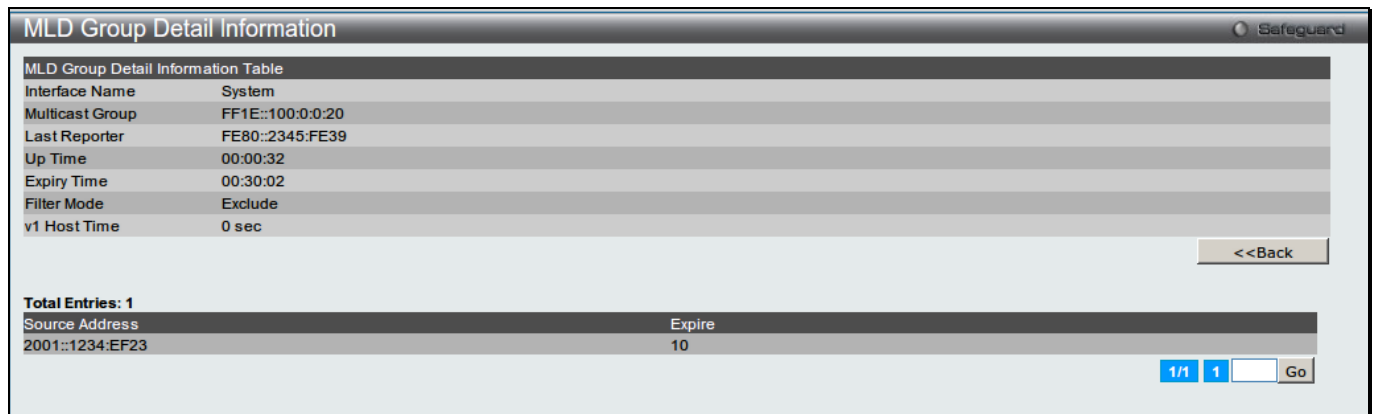 MLD Group Detail Information
Safeguard
MLD Group Detail Information Table
Interface Name System
Multicast Group FF1E::100:0:0:20
Last Reporter FE80::2345:FE39
Up Time 00:00:32
Expiry Time 00:30:02
Filter Mode Exclude
v1 Host Time 0 sec
<<Back
Total Entries: 1
Source Address Expire
2001::1234:EF23 10
1/1 1 Go